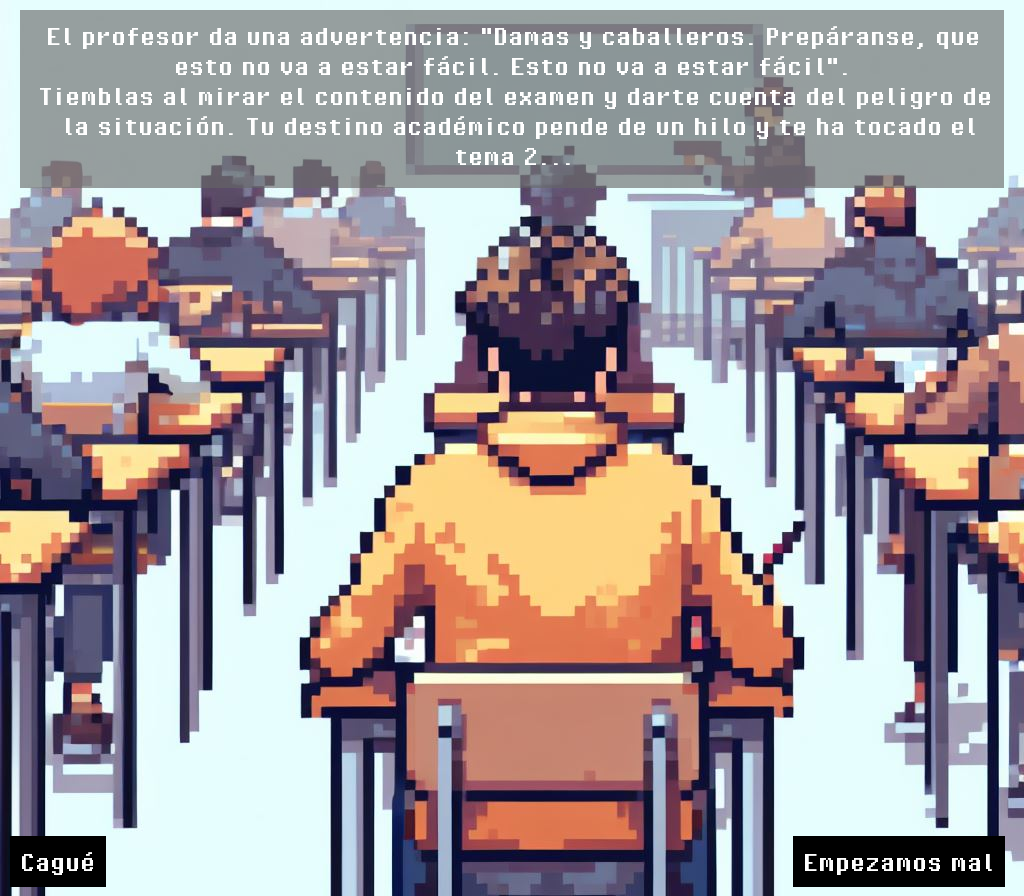 El profesor da una advertencia: "Damas y caballeros. Prepáranse, que
esto no va a estar fácil. Esto no va a estar fácil".
Tiemblas al mirar el contenido del examen y darte cuenta del peligro de
la situación. Tu destino académico pende de un hilo y te ha tocado el
tema 2...
Cagué
Empezamos mal